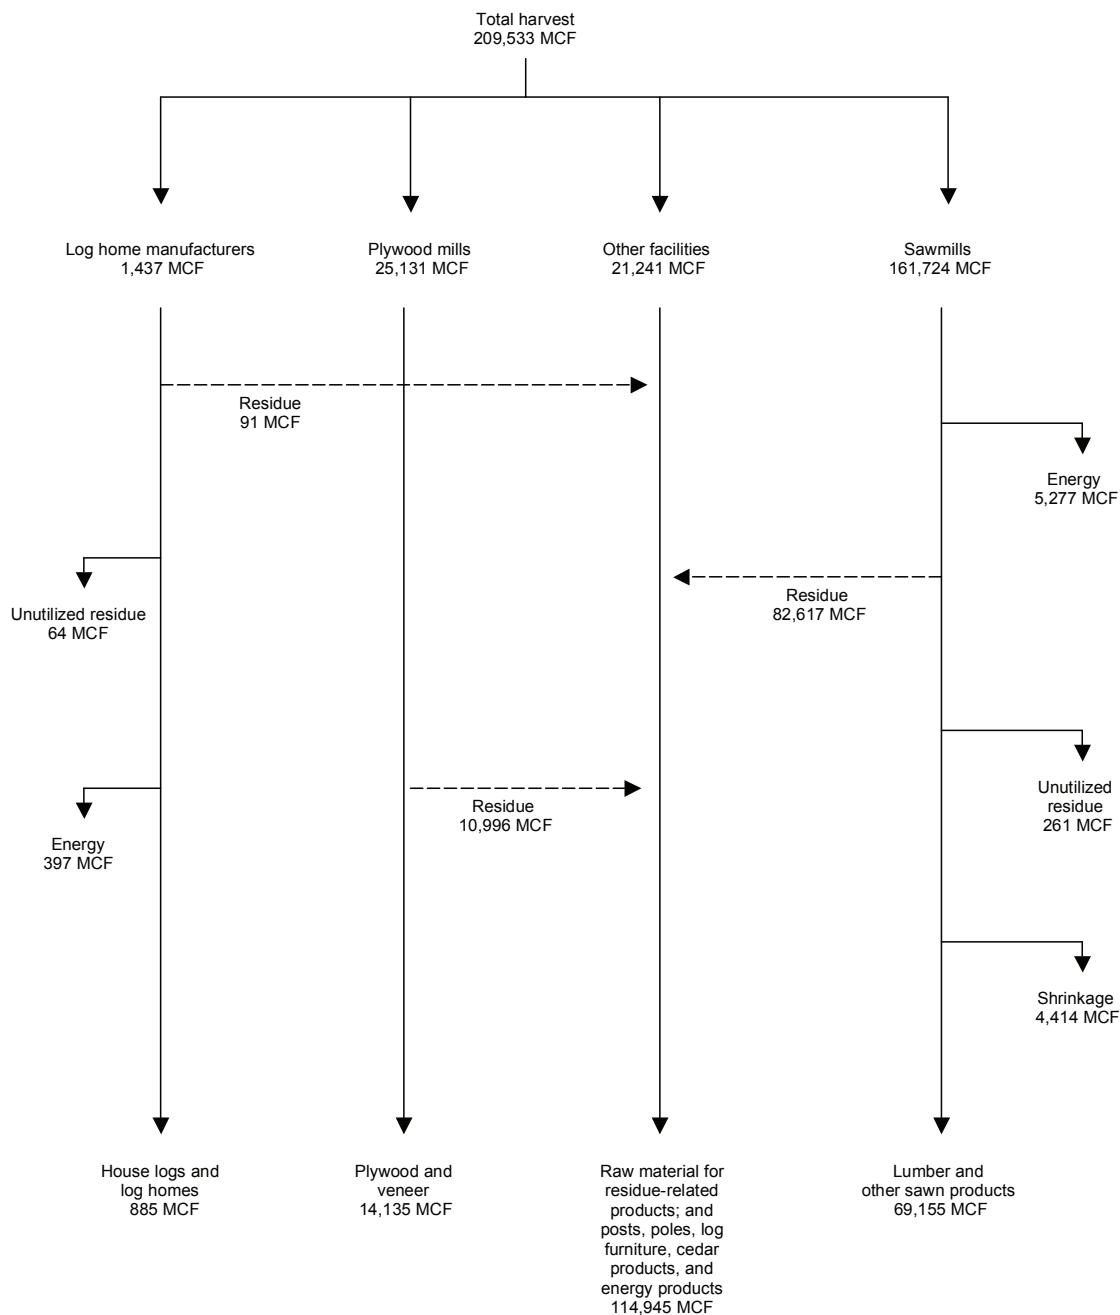 Total harvest
209,533 MCF
Log home manufacturers
1,437 MCF
Plywood mills
25,131 MCF
Other facilities
21,241 MCF
Sawmills
161,724 MCF
Residue
91 MCF
Energy
5,277 MCF
Unutilized residue
64 MCF
Residue
82,617 MCF
Energy
397 MCF
Residue
10,996 MCF
Unutilized
residue
261 MCF
Shrinkage
4,414 MCF
House logs and
log homes
885 MCF
Plywood and
veneer
14,135 MCF
Raw material for
residue-related
products; and
posts, poles, log
furniture, cedar
products, and
energy products
114,945 MCF
Lumber and
other sawn products
69,155 MCF